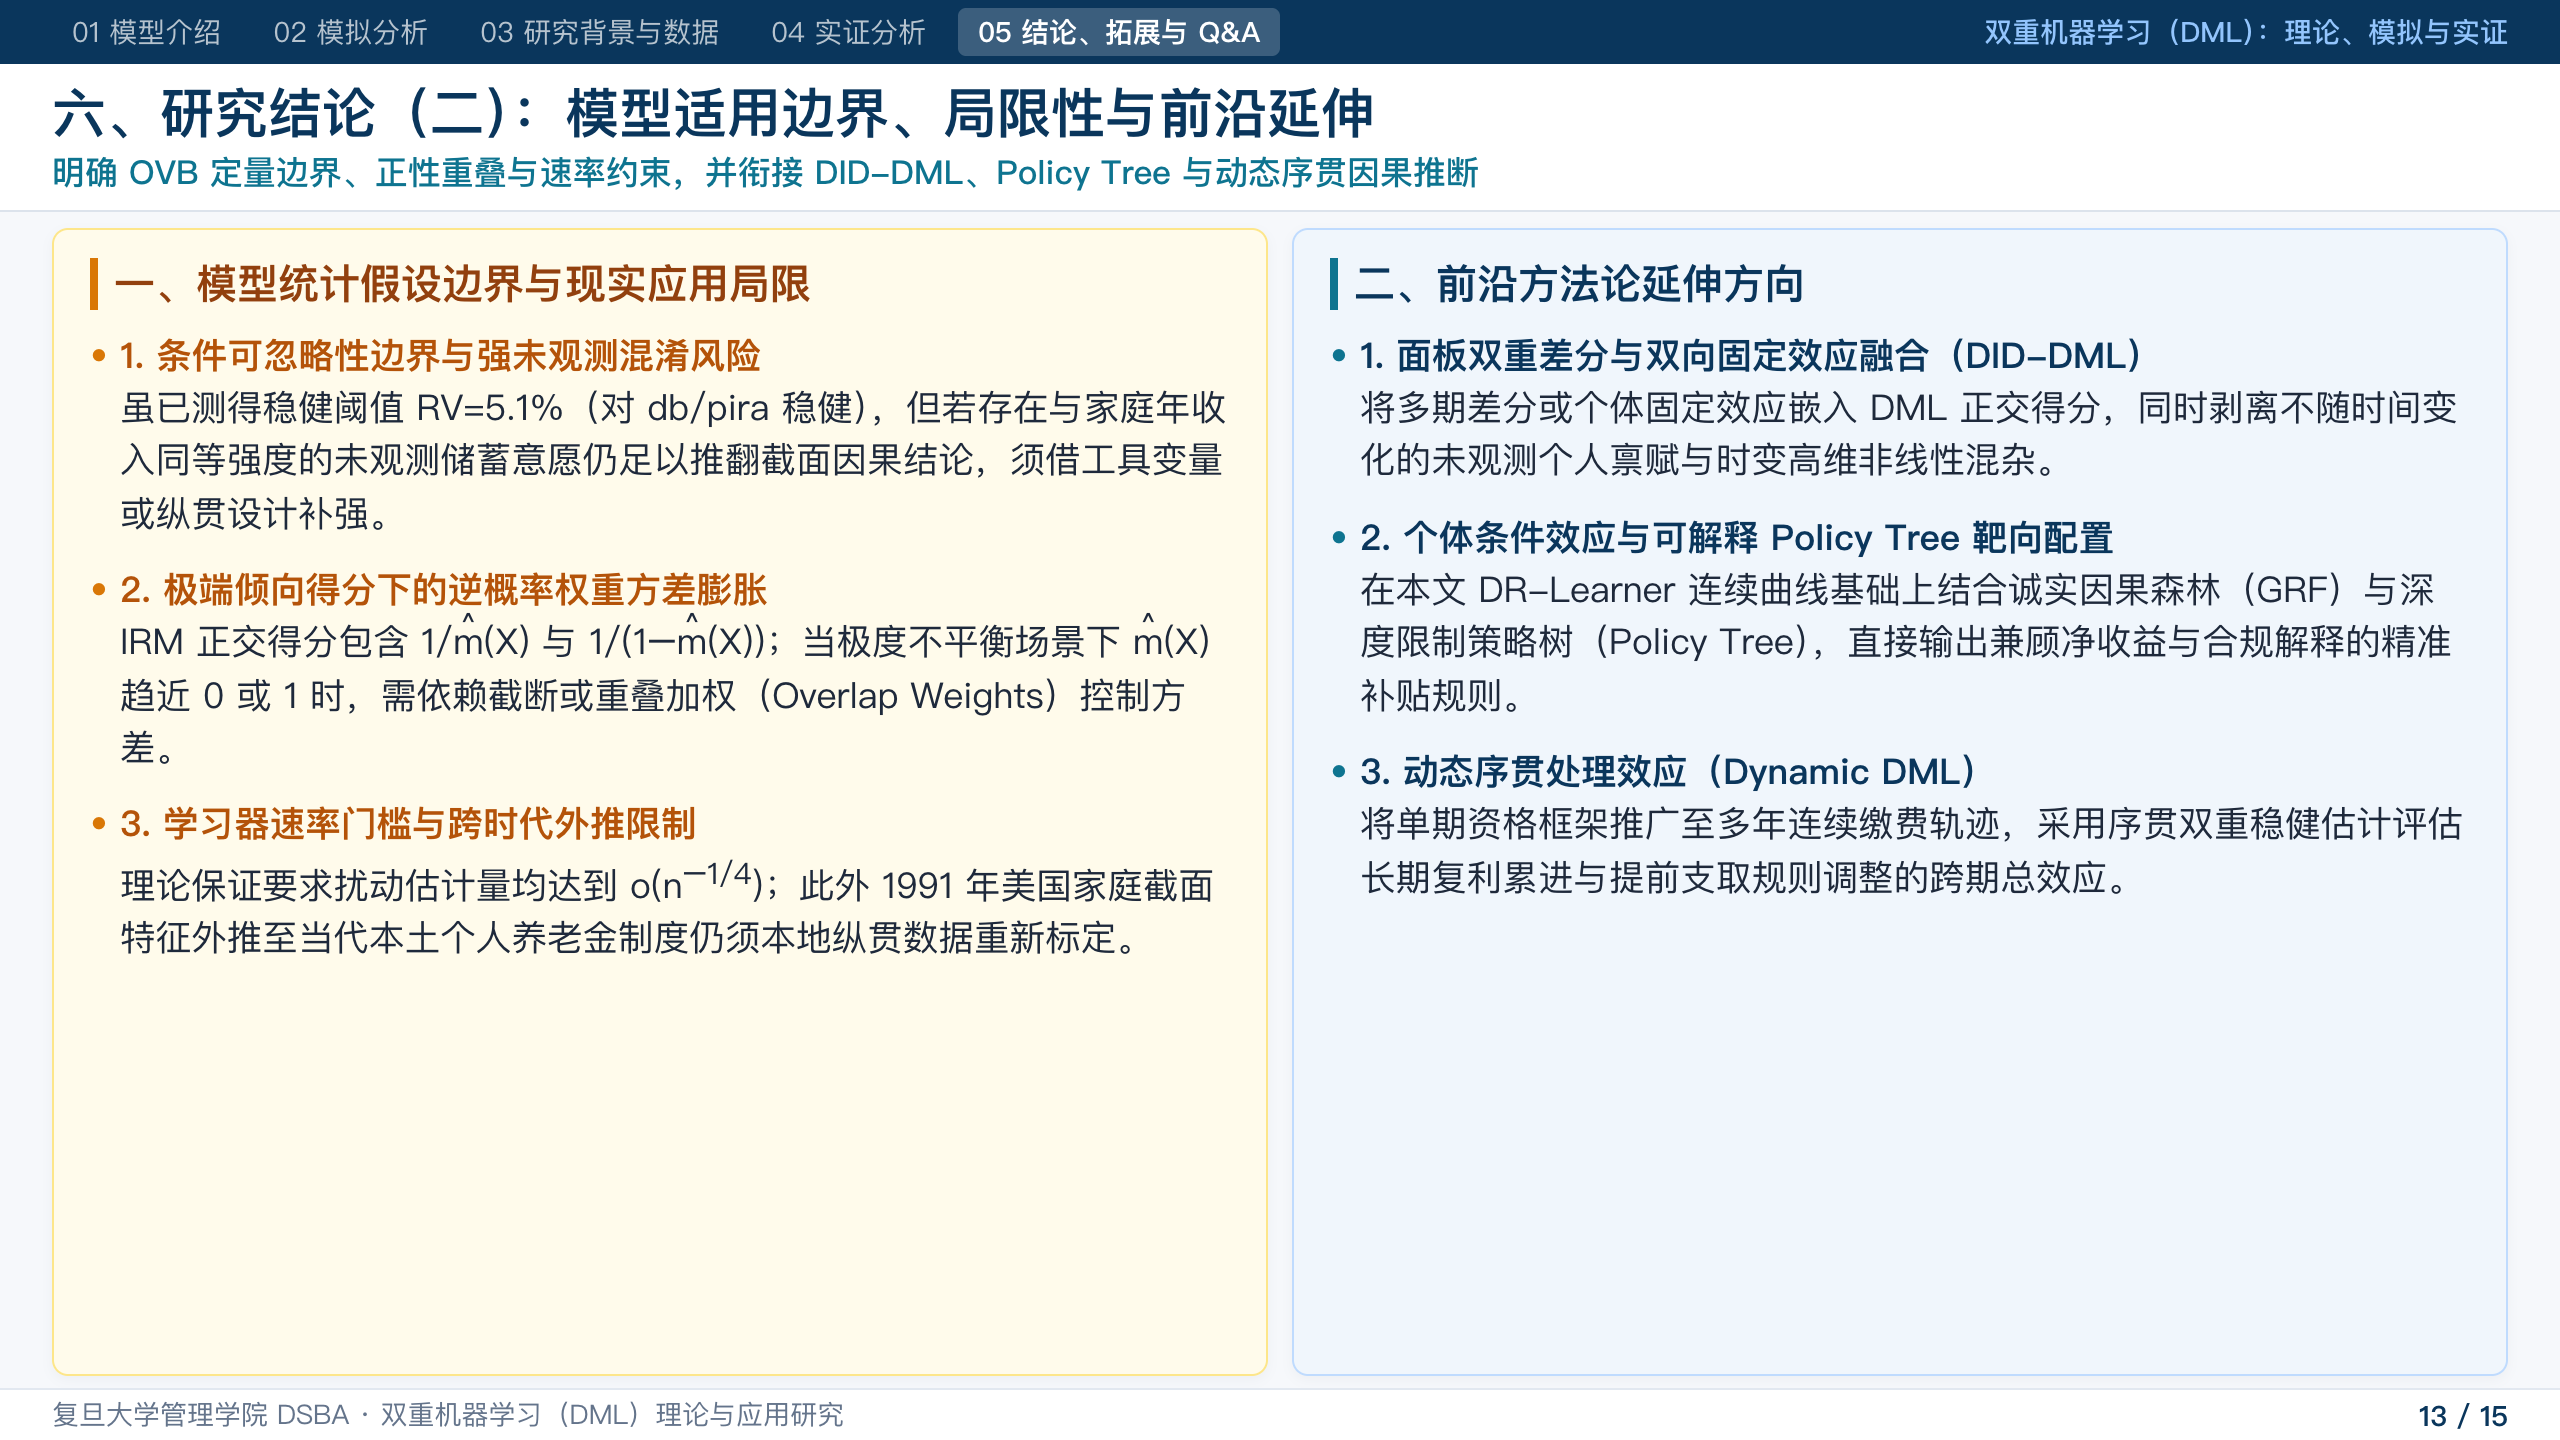 01 模型介绍 02 模拟分析 03 研究背景与数据 04 实证分析 05 结论、拓展与 Q&A 双重机器学习（DML）：理论、模拟与实证
六、研究结论（二）：模型适用边界、局限性与前沿延伸
明确 OVB 定量边界、正性重叠与速率约束，并衔接 DID-DML、Policy Tree 与动态序贯因果推断
一、模型统计假设边界与现实应用局限
• 1. 条件可忽略性边界与强未观测混淆风险
虽已测得稳健阈值 RV=5.1%（对 db/pira 稳健），但若存在与家庭年收
入同等强度的未观测储蓄意愿仍足以推翻截面因果结论，须借工具变量
或纵贯设计补强。
• 2. 极端倾向得分下的逆概率权重方差膨胀
IRM 正交得分包含 1/m̂(X) 与 1/(1−m̂(X))；当极度不平衡场景下 m̂(X)
趋近 0 或 1 时，需依赖截断或重叠加权（Overlap Weights）控制方
差。
• 3. 学习器速率门槛与跨时代外推限制
理论保证要求扰动估计量均达到 o(n⁻¹/⁴)；此外 1991 年美国家庭截面
特征外推至当代本土个人养老金制度仍须本地纵贯数据重新标定。
二、前沿方法论延伸方向
• 1. 面板双重差分与双向固定效应融合（DID-DML）
将多期差分或个体固定效应嵌入 DML 正交得分，同时剥离不随时间变
化的未观测个人禀赋与时变高维非线性混杂。
• 2. 个体条件效应与可解释 Policy Tree 靶向配置
在本文 DR-Learner 连续曲线基础上结合诚实因果森林（GRF）与深
度限制策略树（Policy Tree），直接输出兼顾净收益与合规解释的精准
补贴规则。
• 3. 动态序贯处理效应（Dynamic DML）
将单期资格框架推广至多年连续缴费轨迹，采用序贯双重稳健估计评估
长期复利累进与提前支取规则调整的跨期总效应。
复旦大学管理学院 DSBA · 双重机器学习（DML）理论与应用研究
13 / 15